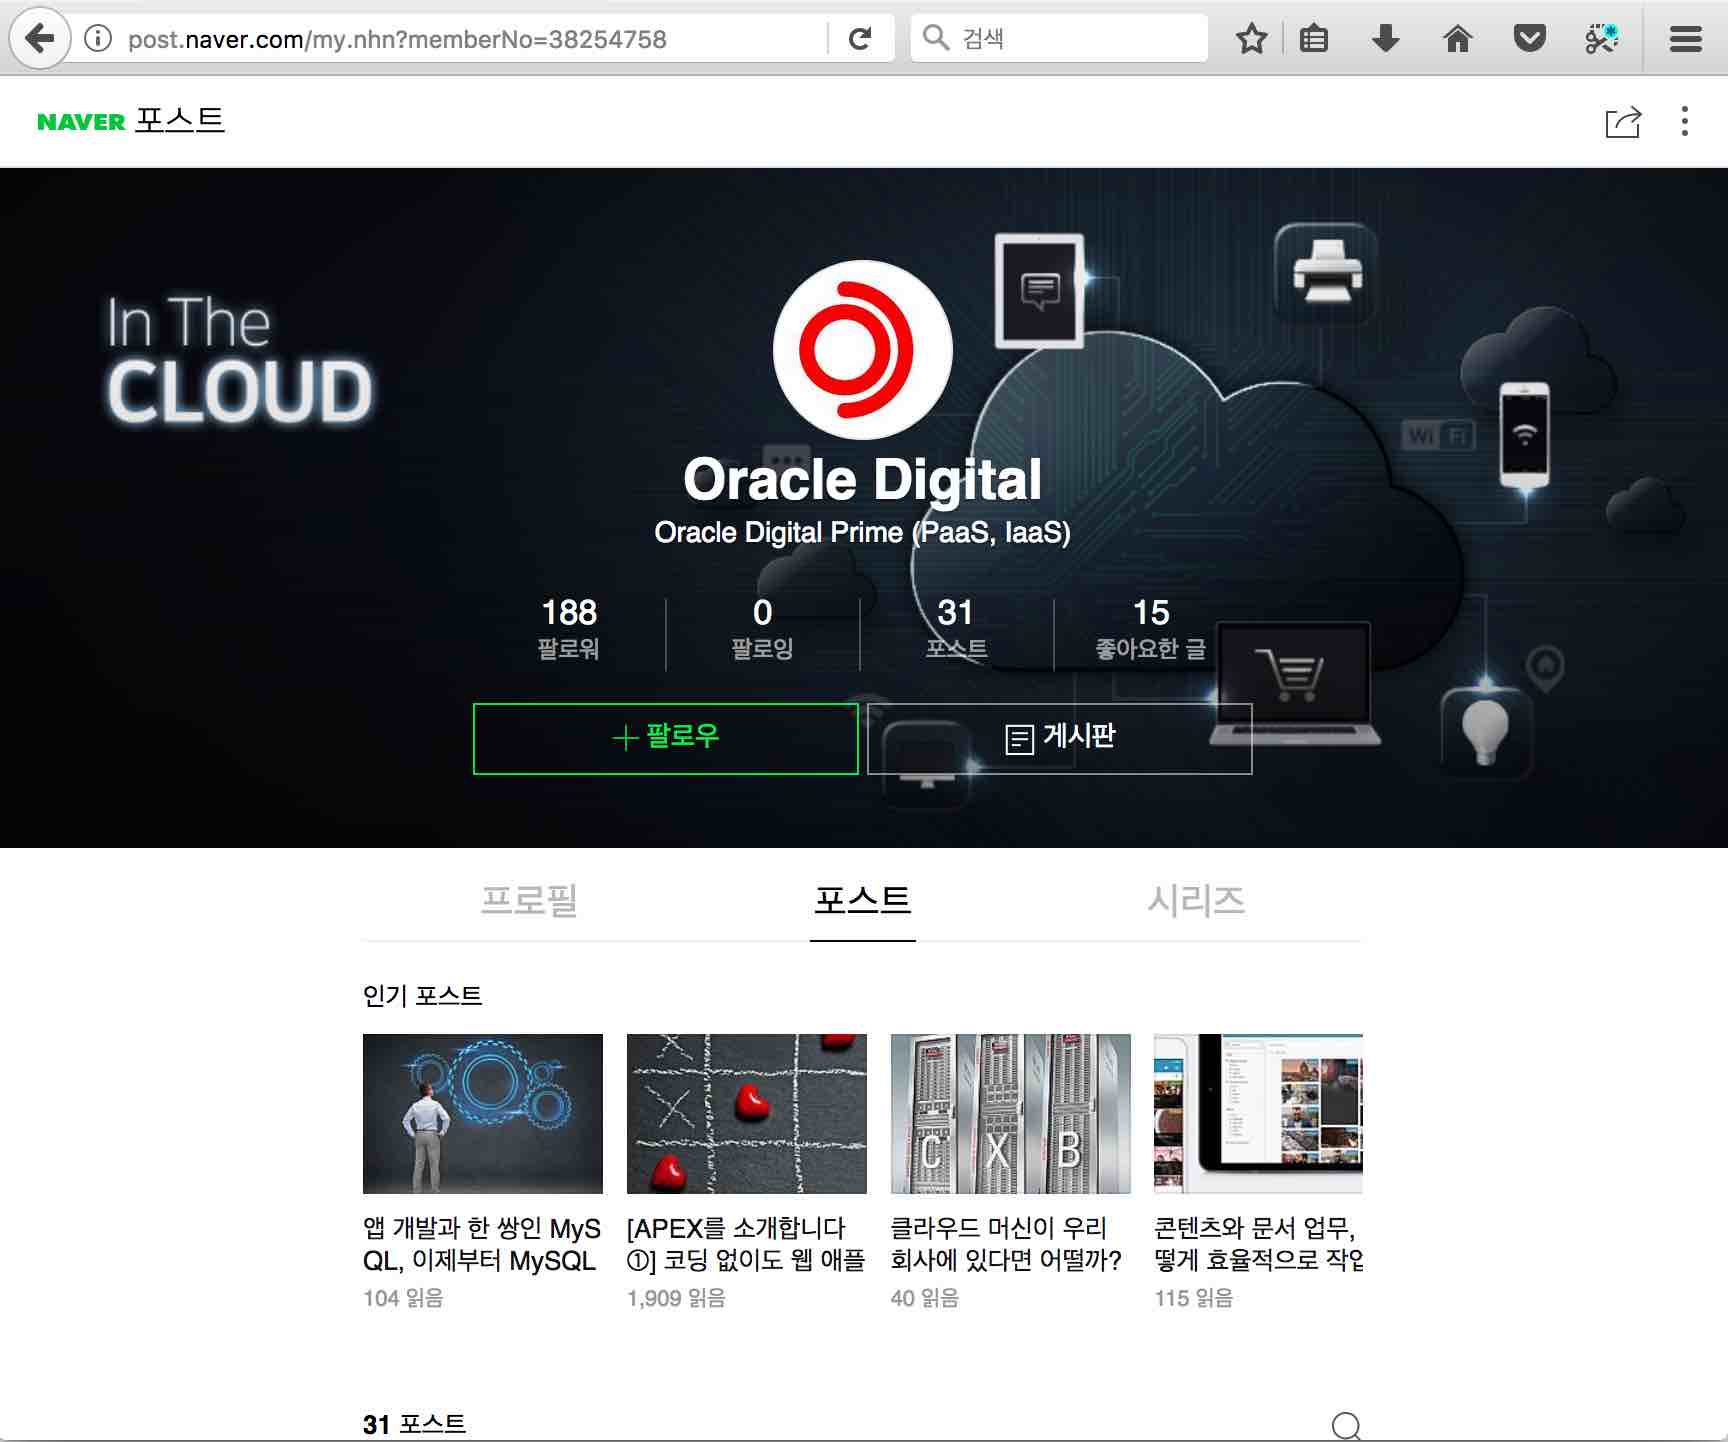 post.naver.com/my.nhn?memberNo=38254758
검색
NAVER 포스트
In The
CLOUD
Wi Fi
Oracle Digital
Oracle Digital Prime (PaaS, IaaS)
188 0 31 15
팔로워 팔로잉 포스트 좋아요한 글
팔로우 게시판
프로필 포스트 시리즈
인기 포스트
C X B
앱 개발과 한 쌍인 MyS
QL, 이제부터 MySQL
104 읽음
[APEX를 소개합니다
①] 코딩 없이도 웹 애플
1,909 읽음
클라우드 머신이 우리
회사에 있다면 어떨까?
40 읽음
콘텐츠와 문서 업무,
떻게 효율적으로 작업
115 읽음
31 포스트